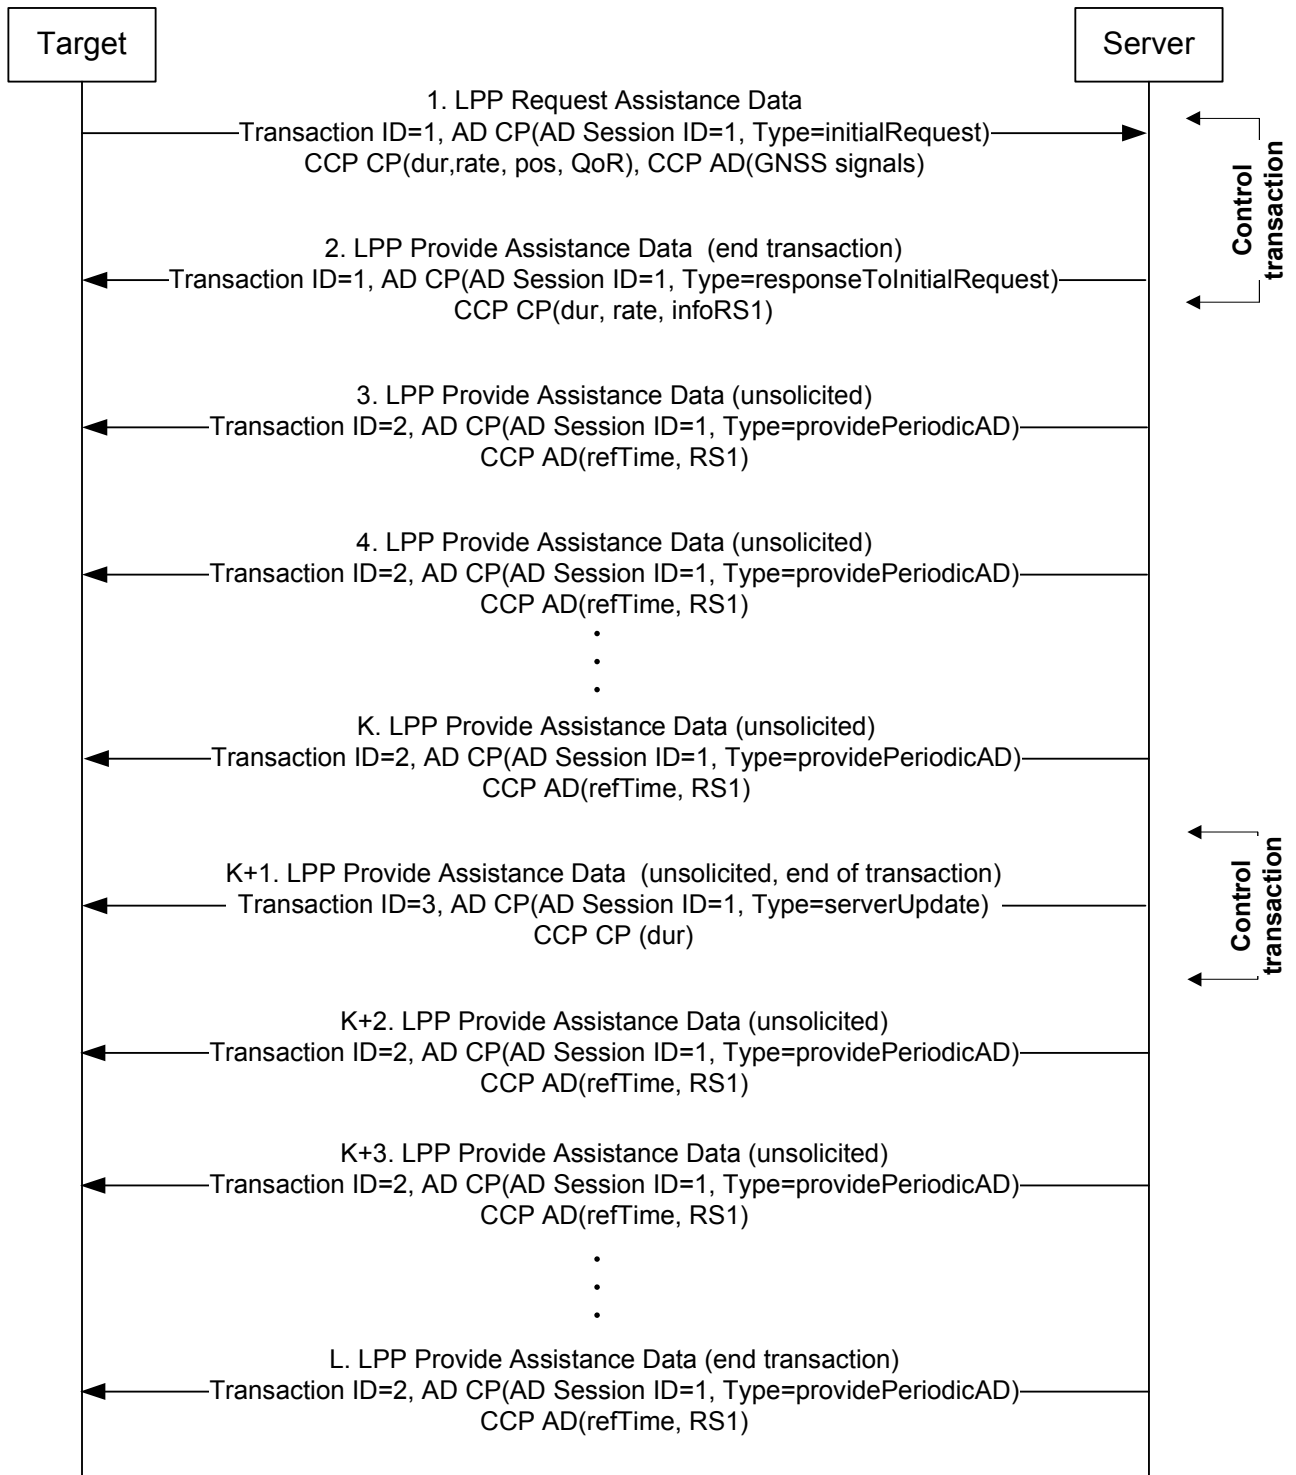 Target
Server
1. LPP Request Assistance Data
Transaction ID=1, AD CP(AD Session ID=1, Type=initialRequest)
CCP CP(dur,rate, pos, QoR), CCP AD(GNSS signals)
Control
transaction
2. LPP Provide Assistance Data (end transaction)
Transaction ID=1, AD CP(AD Session ID=1, Type=responseToInitialRequest)
CCP CP(dur, rate, infoRS1)
3. LPP Provide Assistance Data (unsolicited)
Transaction ID=2, AD CP(AD Session ID=1, Type=providePeriodicAD)
CCP AD(refTime, RS1)
4. LPP Provide Assistance Data (unsolicited)
Transaction ID=2, AD CP(AD Session ID=1, Type=providePeriodicAD)
CCP AD(refTime, RS1)
K. LPP Provide Assistance Data (unsolicited)
Transaction ID=2, AD CP(AD Session ID=1, Type=providePeriodicAD)
CCP AD(refTime, RS1)
K+1. LPP Provide Assistance Data (unsolicited, end of transaction)
Transaction ID=3, AD CP(AD Session ID=1, Type=serverUpdate)
CCP CP (dur)
Control
transaction
K+2. LPP Provide Assistance Data (unsolicited)
Transaction ID=2, AD CP(AD Session ID=1, Type=providePeriodicAD)
CCP AD(refTime, RS1)
K+3. LPP Provide Assistance Data (unsolicited)
Transaction ID=2, AD CP(AD Session ID=1, Type=providePeriodicAD)
CCP AD(refTime, RS1)
L. LPP Provide Assistance Data (end transaction)
Transaction ID=2, AD CP(AD Session ID=1, Type=providePeriodicAD)
CCP AD(refTime, RS1)